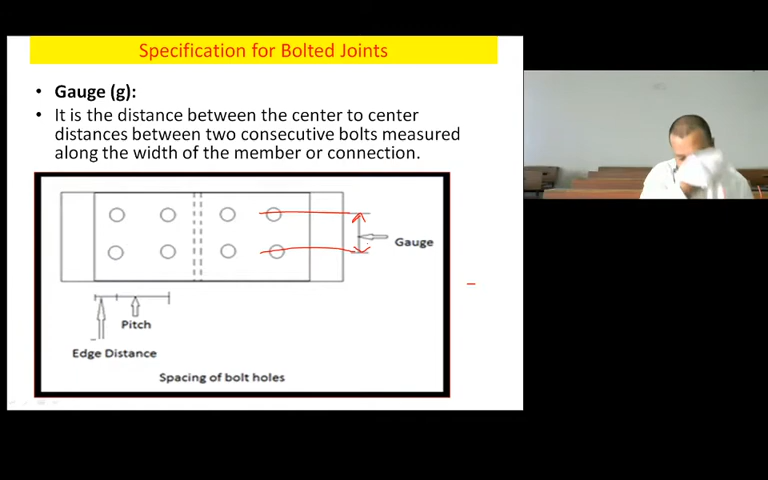 Specification for Bolted Joints
• Gauge (g):
• It is the distance between the center to center
distances between two consecutive bolts measured
along the width of the member or connection.
Gauge
Pitch
Edge Distance
Spacing of bolt holes